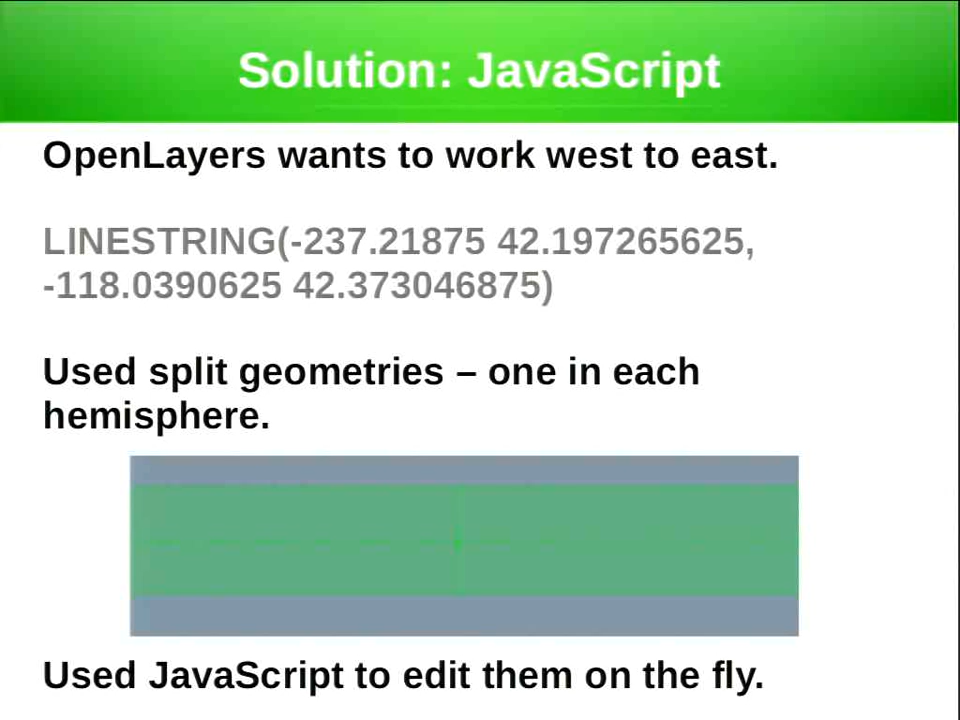 Solution: JavaScript
OpenLayers wants to work west to east.
LINESTRING(-237.21875 42.197265625,
-118.0390625 42.373046875)
Used split geometries – one in each
hemisphere.
Used JavaScript to edit them on the fly.